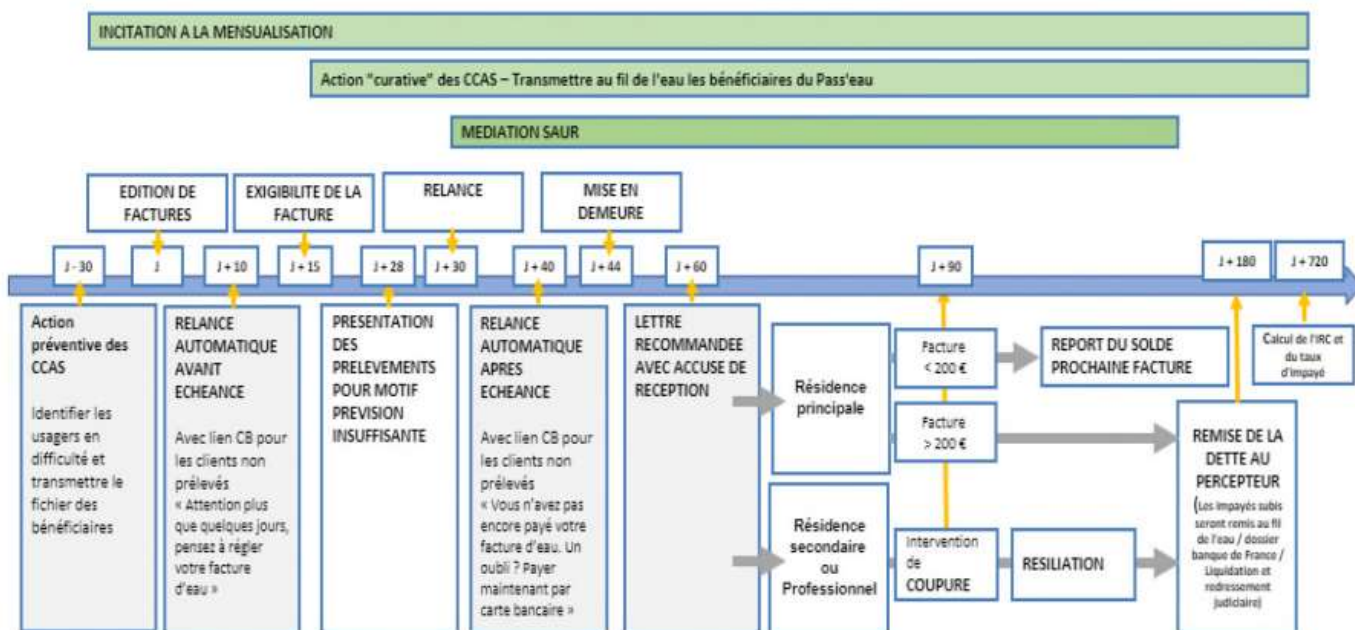 INCITATION A LA MENSUALISATION
Action "curative" des CCAS – Transmettre au fil de l'eau les bénéficiaires du Pass'eau
MEDIATION SAUR
EDITION DE
FACTURES
EXIGIBILITE DE LA
FACTURE
RELANCE
MISE EN
DEMEURE
J - 30
J
J + 10
J + 15
J + 28
J + 30
J + 40
J + 44
J + 60
J + 90
J + 180
J + 720
Action
préventive des
CCAS
Identifier les
usagers en
difficulté et
transmettre le
fichier des
bénéficiaires
RELANCE
AUTOMATIQUE
AVANT
ECHEANCE
Avec lien CB pour
les clients non
prélevés
« Attention plus
que quelques jours,
pensez à régler
votre facture
d'eau »
PRESENTATION
DES
PRELEVEMENTS
POUR MOTIF
PREVISION
INSUFFISANTE
RELANCE
AUTOMATIQUE
APRES
ECHEANCE
Avec lien CB pour
les clients non
prélevés
« Vous n'avez pas
encore payé votre
facture d'eau. Un
oubli ? Payer
maintenant par
carte bancaire »
LETTRE
RECOMMANDEE
AVEC ACCUSE DE
RECEPTION
Résidence
principale
Résidence
secondaire
ou
Professionnel
Facture
< 200 €
Facture
> 200 €
Intervention
de
COUPURE
REPORT DU SOLDE
PROCHAINE FACTURE
RESILIATION
REMISE DE LA
DETTE AU
PERCEPTEUR
(Les impayés subis
seront remis au fil
de l'eau / dossier
banque de France /
Liquidation et
redressement
judiciaire)
Calcul de l'IRC et
du taux
d'impayé